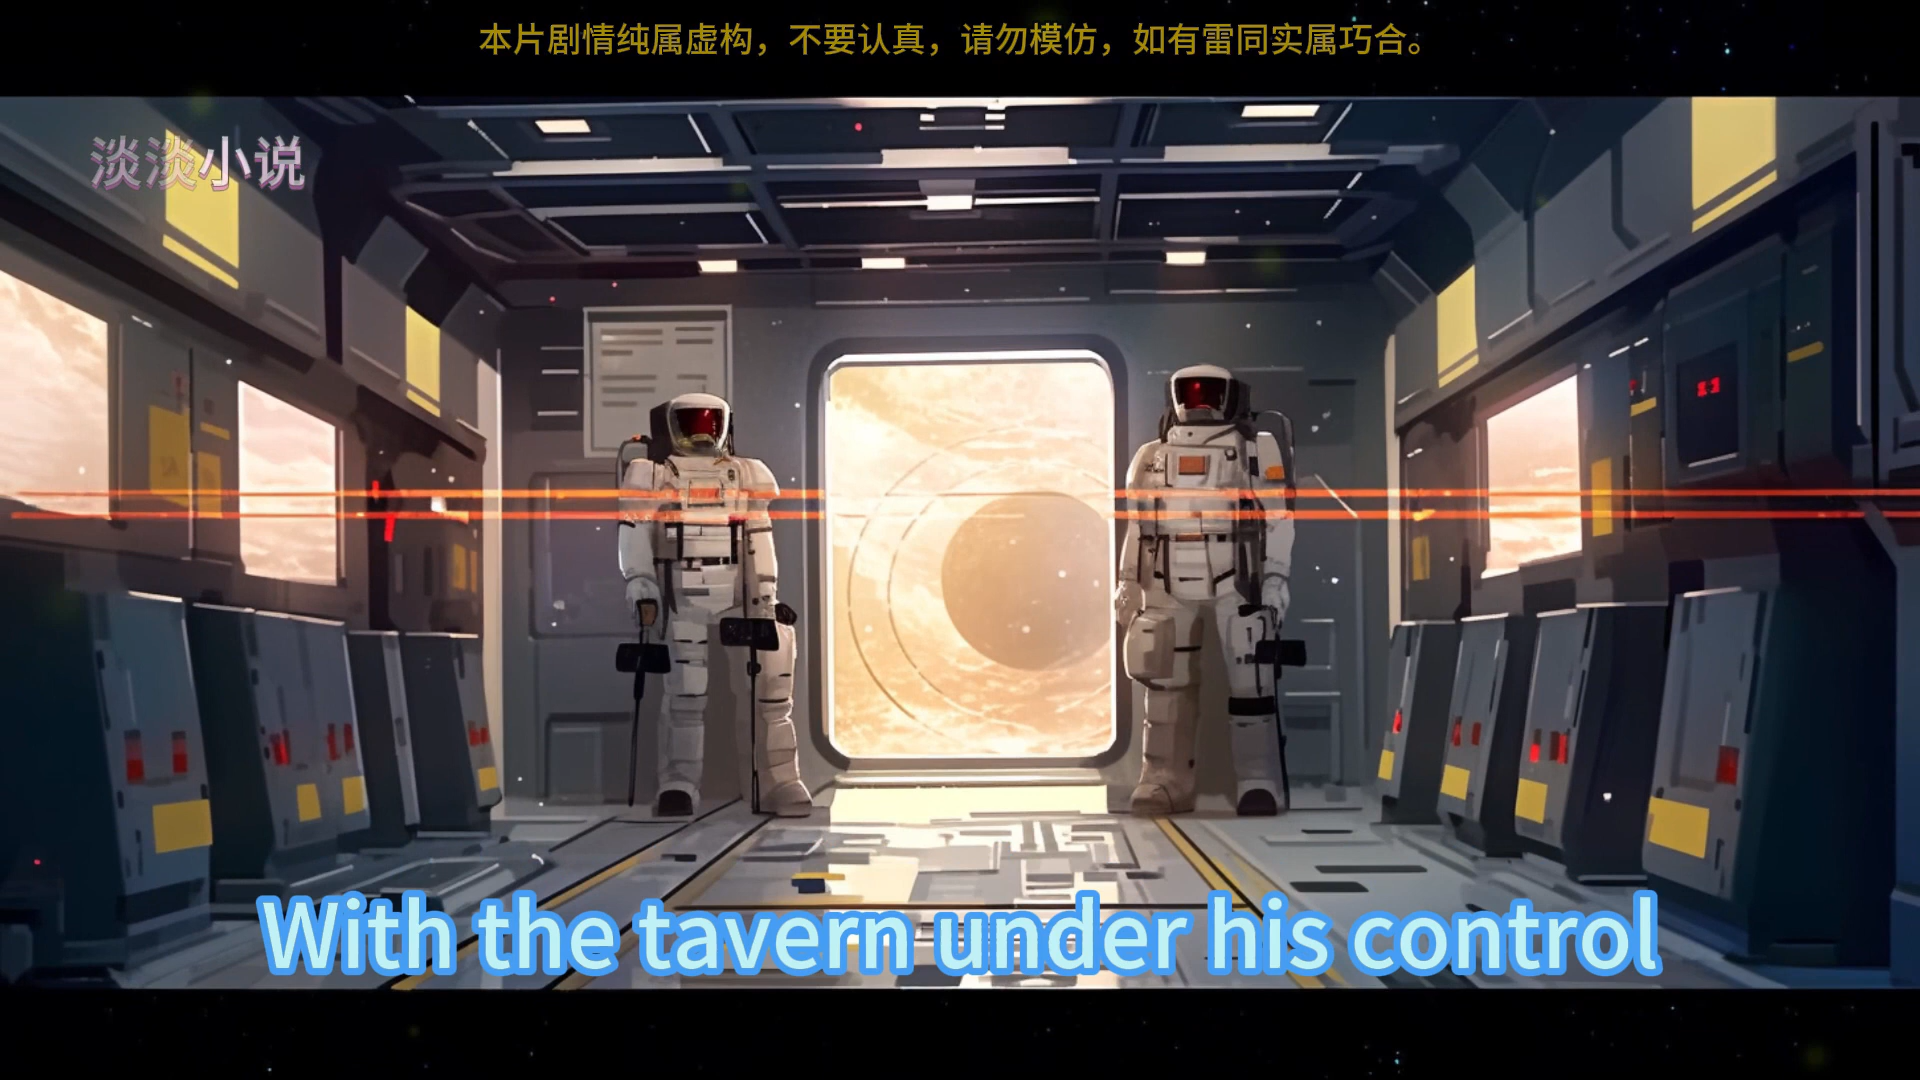 本片剧情纯属虚构，不要认真，请勿模仿，如有雷同实属巧合。
淡淡小说
With the tavern under his control